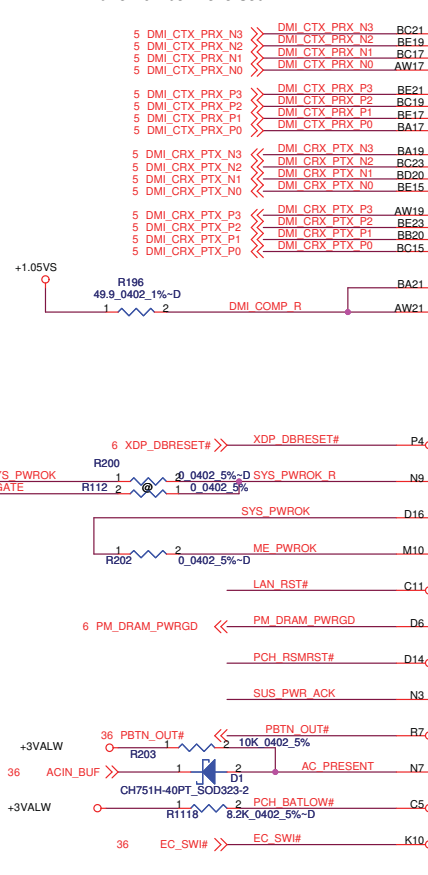 5 DMI_CTX_PRX_N3 DMI_CTX_PRX_N3 BC21
5 DMI_CTX_PRX_N2 DMI_CTX_PRX_N2 BE19
5 DMI_CTX_PRX_N1 DMI_CTX_PRX_N1 BC17
5 DMI_CTX_PRX_N0 DMI_CTX_PRX_N0 AW17
5 DMI_CTX_PRX_P3 DMI_CTX_PRX_P3 BE21
5 DMI_CTX_PRX_P2 DMI_CTX_PRX_P2 BC19
5 DMI_CTX_PRX_P1 DMI_CTX_PRX_P1 BE17
5 DMI_CTX_PRX_P0 DMI_CTX_PRX_P0 BA17
5 DMI_CRX_PTX_N3 DMI_CRX_PTX_N3 BA19
5 DMI_CRX_PTX_N2 DMI_CRX_PTX_N2 BC23
5 DMI_CRX_PTX_N1 DMI_CRX_PTX_N1 BD20
5 DMI_CRX_PTX_N0 DMI_CRX_PTX_N0 BE15
5 DMI_CRX_PTX_P3 DMI_CRX_PTX_P3 AW19
5 DMI_CRX_PTX_P2 DMI_CRX_PTX_P2 BE23
5 DMI_CRX_PTX_P1 DMI_CRX_PTX_P1 BB20
5 DMI_CRX_PTX_P0 DMI_CRX_PTX_P0 BC15
+1.05VS
R196
BA21
49.9_0402_1%~D
1 2 DMI_COMP_R AW21
6 XDP_DBRESET# XDP_DBRESET# P4
R200
YS_PWROK 1 2 0_0402_5%~D SYS_PWROK_R N9
GATE R112 2 @ 1 0_0402_5%
SYS_PWROK D16
1 2 ME_PWROK M10
R202 0_0402_5%~D
LAN_RST# C11
6 PM_DRAM_PWRGD PM_DRAM_PWRGD D6
PCH_RSMRST# D14
SUS_PWR_ACK N3
36 PBTN_OUT# PBTN_OUT# R7
+3VALW 1 2 10K_0402_5%
R203
36 ACIN_BUF 1 2 AC_PRESENT N7
D1
CH751H-40PT_SOD323-2
+3VALW 1 2 PCH_BATLOW# C5
R1118 8.2K_0402_5%~D
36 EC_SWI# EC_SWI# K10